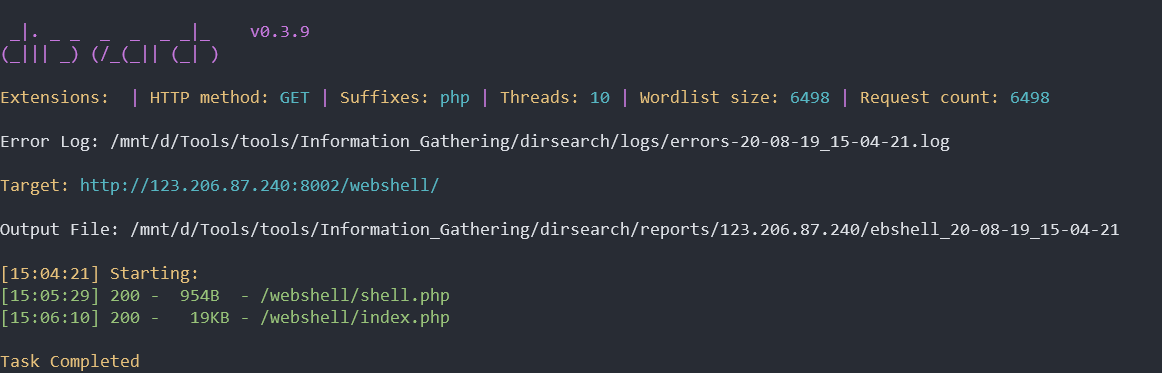 _|. _ _  _  _  _ _|_    v0.3.9
(_||| _) (/_(_|| (_| )
Extensions:  | HTTP method: GET | Suffixes: php | Threads: 10 | Wordlist size: 6498 | Request count: 6498
Error Log: /mnt/d/Tools/tools/Information_Gathering/dirsearch/logs/errors-20-08-19_15-04-21.log
Target: http://123.206.87.240:8002/webshell/
Output File: /mnt/d/Tools/tools/Information_Gathering/dirsearch/reports/123.206.87.240/ebshell_20-08-19_15-04-21
[15:04:21] Starting:
[15:05:29] 200 -  954B  - /webshell/shell.php
[15:06:10] 200 -   19KB - /webshell/index.php
Task Completed